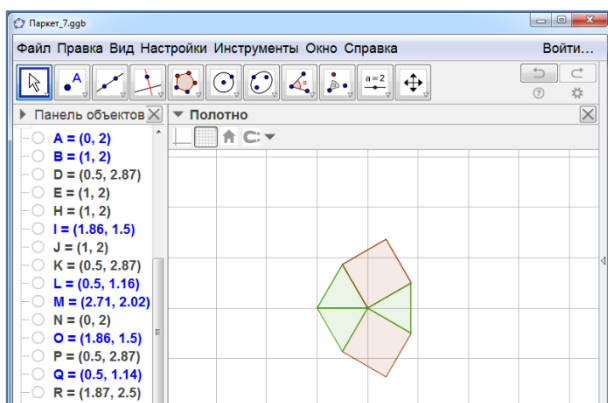 Паркет_7.ggb
Файл Правка Вид Настройки Инструменты Окно Справка Войти...
A α a = 2
Панель объектов
Полотно
A = (0, 2)
B = (1, 2)
D = (0.5, 2.87)
E = (1, 2)
H = (1, 2)
I = (1.86, 1.5)
J = (1, 2)
K = (0.5, 2.87)
L = (0.5, 1.16)
M = (2.71, 2.02)
N = (0, 2)
O = (1.86, 1.5)
P = (0.5, 2.87)
Q = (0.5, 1.14)
R = (1.87, 2.5)